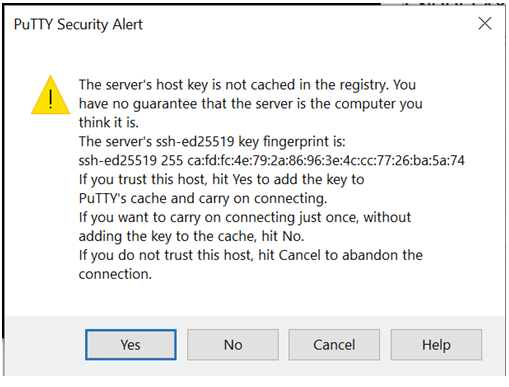 PuTTY Security Alert
The server's host key is not cached in the registry. You
have no guarantee that the server is the computer you
think it is.
The server's ssh-ed25519 key fingerprint is:
ssh-ed25519 255 ca:fd:fc:4e:79:2a:86:96:3e:4c:cc:77:26:ba:5a:74
If you trust this host, hit Yes to add the key to
PuTTY's cache and carry on connecting.
If you want to carry on connecting just once, without
adding the key to the cache, hit No.
If you do not trust this host, hit Cancel to abandon the
connection.
Yes No Cancel Help